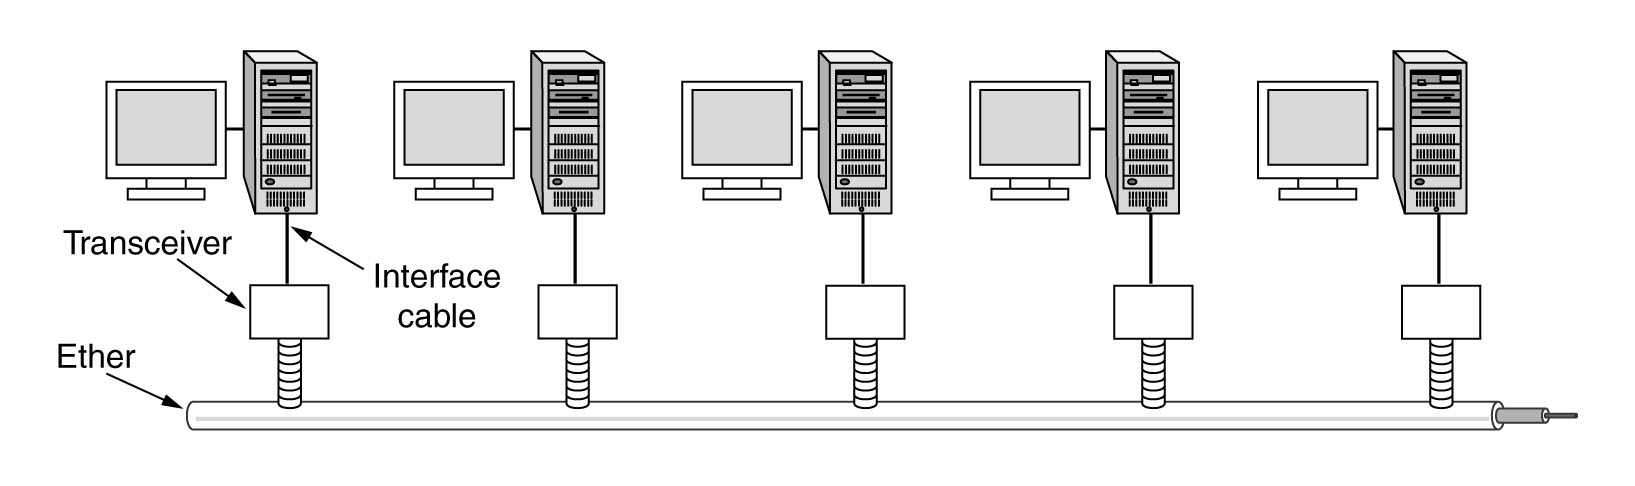 Transceiver
Interface
cable
Ether